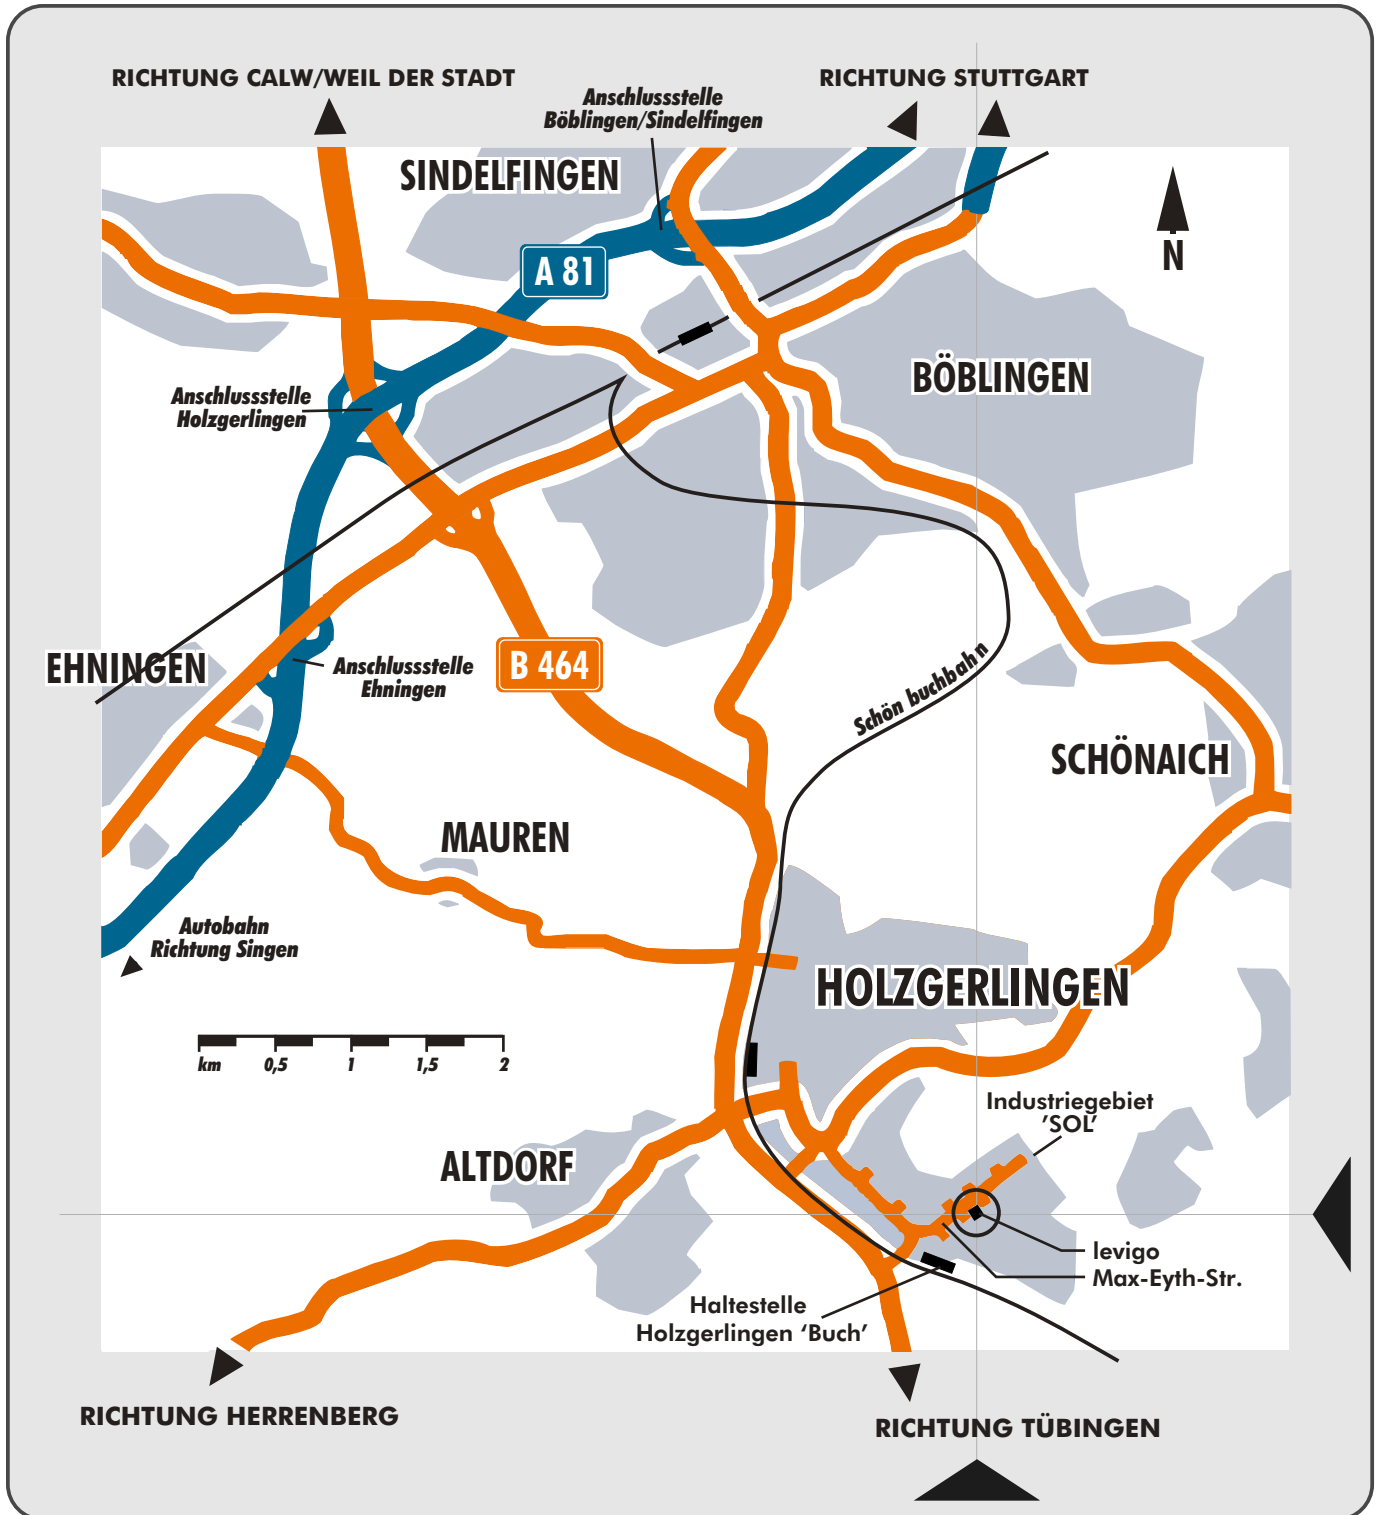 RICHTUNG CALW/WEIL DER STADT
RICHTUNG STUTTGART
Anschlussstelle
Böblingen/Sindelfingen
SINDELFINGEN
N
A 81
BÖBLINGEN
Anschlussstelle
Holzgerlingen
EHNINGEN
Anschlussstelle
Ehningen
B 464
Schön buchbahn
SCHÖNAICH
MAUREN
Autobahn
Richtung Singen
HOLZGERLINGEN
km 0,5 1 1,5 2
Industriegebiet
'SOL'
ALTDORF
levigo
Max-Eyth-Str.
Haltestelle
Holzgerlingen ‘Buch’
RICHTUNG HERRENBERG
RICHTUNG TÜBINGEN